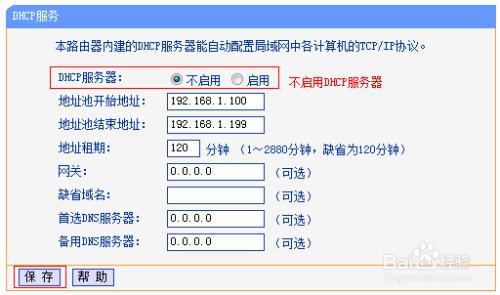 DHCP服务
本路由器内建的DHCP服务器能自动配置局域网中各计算机的TCP/IP协议。
DHCP服务器： 不启用 启用 不启用DHCP服务器
地址池开始地址： 192.168.1.100
地址池结束地址： 192.168.1.199
地址租期： 120 分钟 （1～2880分钟，缺省为120分钟）
网关： 0.0.0.0 （可选）
缺省域名： （可选）
首选DNS服务器： 0.0.0.0 （可选）
备用DNS服务器： 0.0.0.0 （可选）
保存 帮助
Baidu经验
jingyan.baidu.com